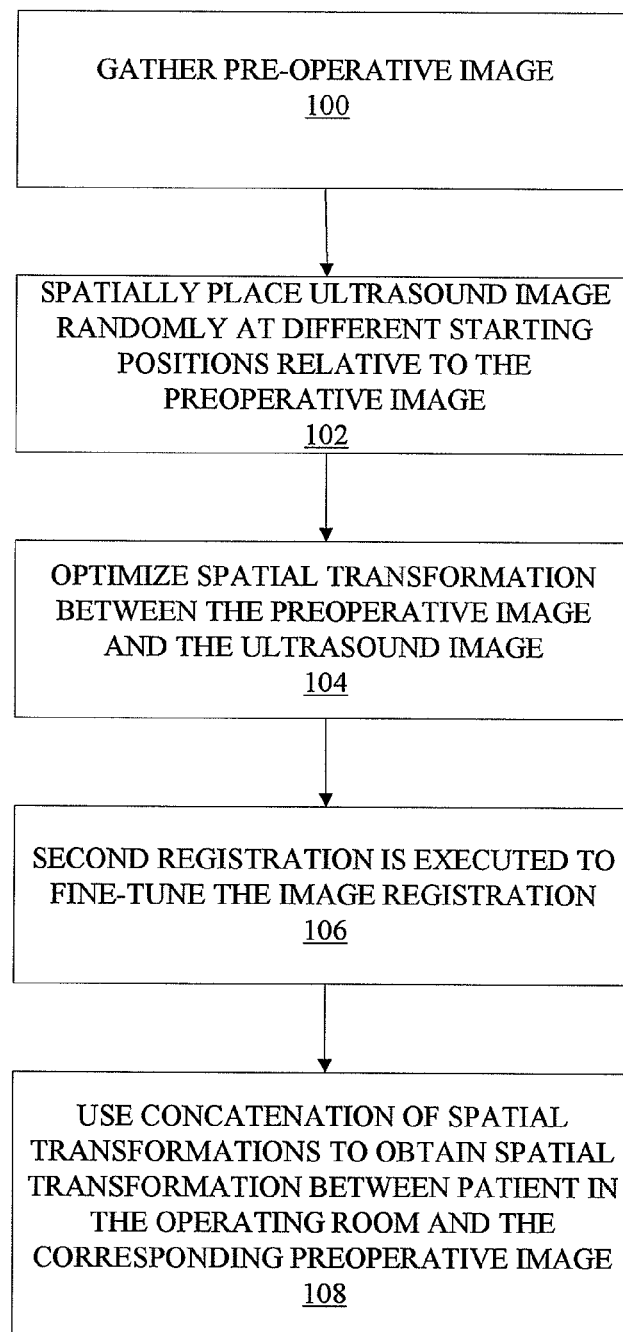 GATHER PRE-OPERATIVE IMAGE
100
SPATIALLY PLACE ULTRASOUND IMAGE
RANDOMLY AT DIFFERENT STARTING
POSITIONS RELATIVE TO THE
PREOPERATIVE IMAGE
102
OPTIMIZE SPATIAL TRANSFORMATION
BETWEEN THE PREOPERATIVE IMAGE
AND THE ULTRASOUND IMAGE
104
SECOND REGISTRATION IS EXECUTED TO
FINE-TUNE THE IMAGE REGISTRATION
106
USE CONCATENATION OF SPATIAL
TRANSFORMATIONS TO OBTAIN SPATIAL
TRANSFORMATION BETWEEN PATIENT IN
THE OPERATING ROOM AND THE
CORRESPONDING PREOPERATIVE IMAGE
108